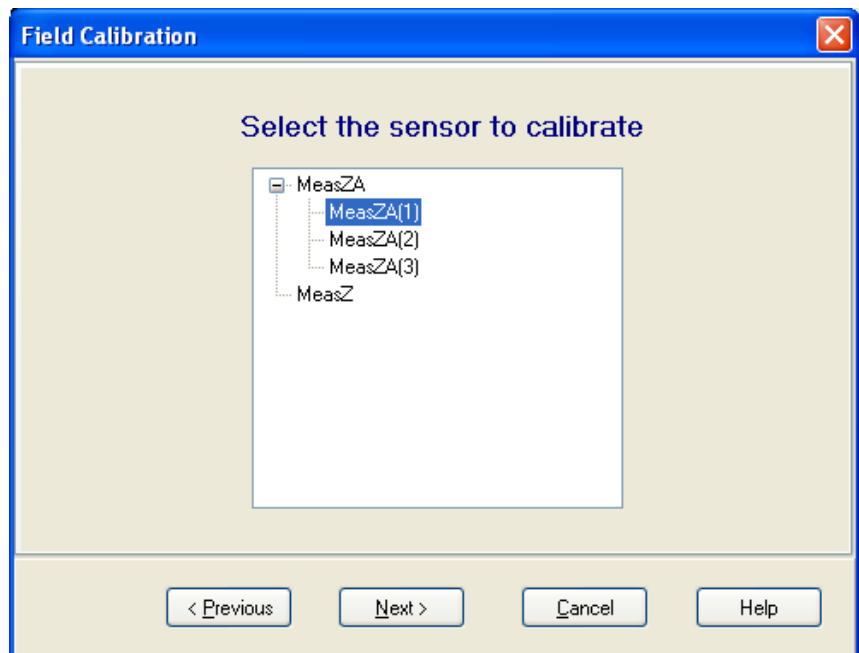 Field Calibration
Select the sensor to calibrate
MeasZA
MeasZA(1)
MeasZA(2)
MeasZA(3)
MeasZ
< Previous Next > Cancel Help